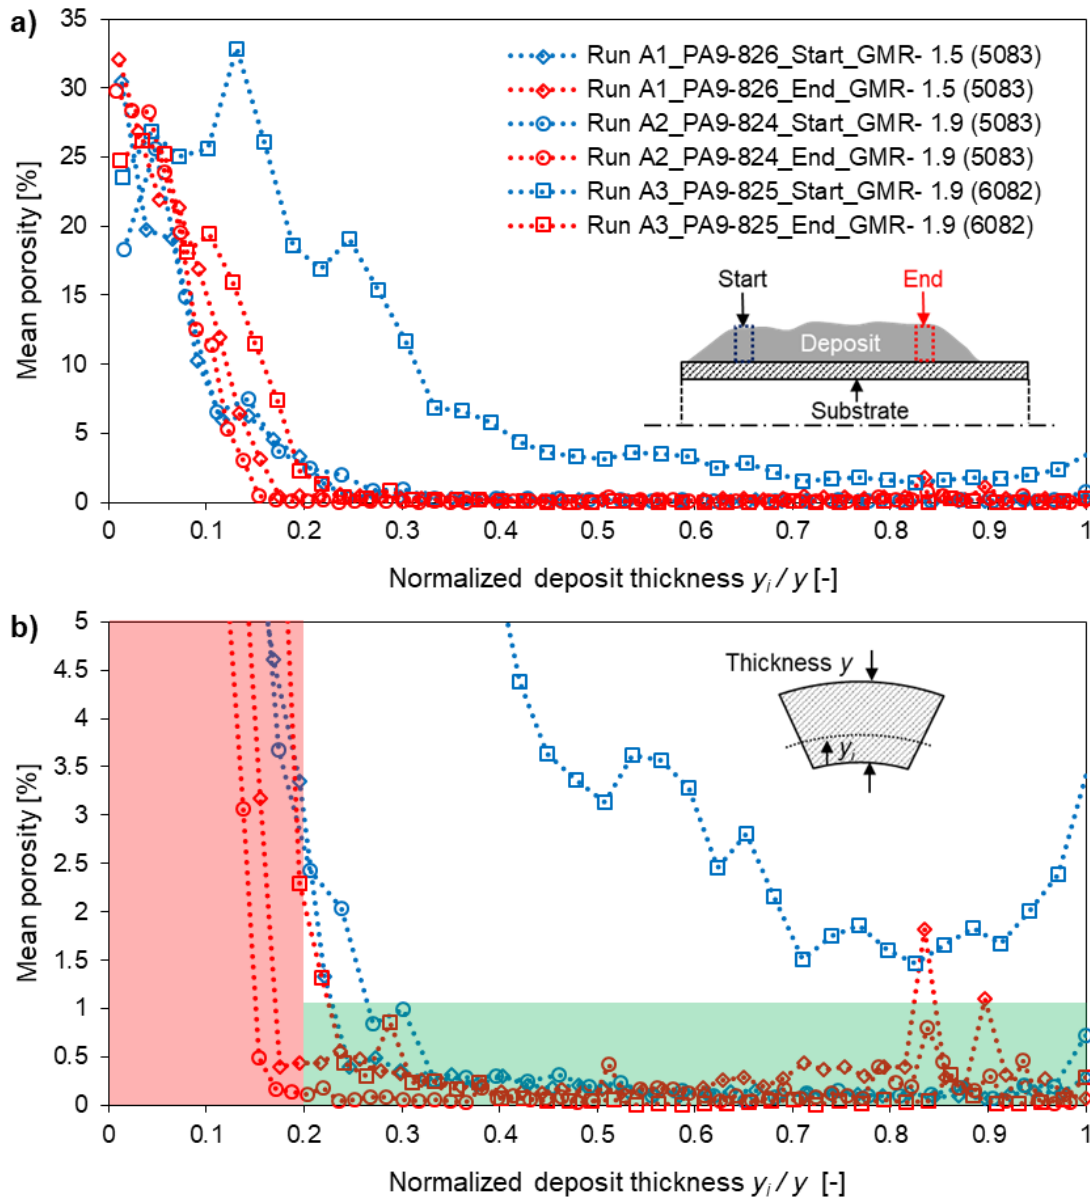 a)
35
30
25
20
15
10
5
0
Mean porosity [%]
Run A1_PA9-826_Start_GMR- 1.5 (5083)
Run A1_PA9-826_End_GMR- 1.5 (5083)
Run A2_PA9-824_Start_GMR- 1.9 (5083)
Run A2_PA9-824_End_GMR- 1.9 (5083)
Run A3_PA9-825_Start_GMR- 1.9 (6082)
Run A3_PA9-825_End_GMR- 1.9 (6082)
Start End
Deposit
Substrate
0 0.1 0.2 0.3 0.4 0.5 0.6 0.7 0.8 0.9 1
Normalized deposit thickness yi / y [-]
b)
5
4.5
4
3.5
3
2.5
2
1.5
1
0.5
0
Mean porosity [%]
Thickness y
yi
0 0.1 0.2 0.3 0.4 0.5 0.6 0.7 0.8 0.9 1
Normalized deposit thickness yi / y [-]